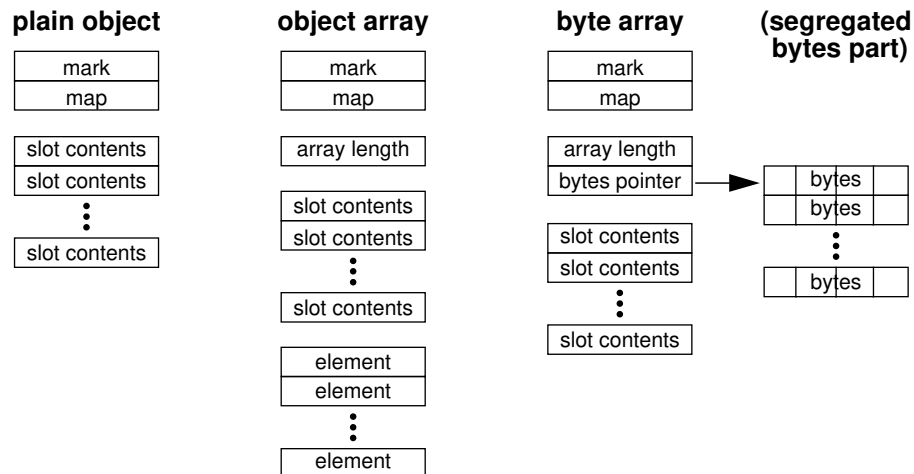 plain object
mark
map
slot contents
slot contents
slot contents
object array
mark
map
array length
slot contents
slot contents
slot contents
element
element
element
byte array
mark
map
array length
bytes pointer
slot contents
slot contents
slot contents
(segregated
bytes part)
bytes
bytes
bytes